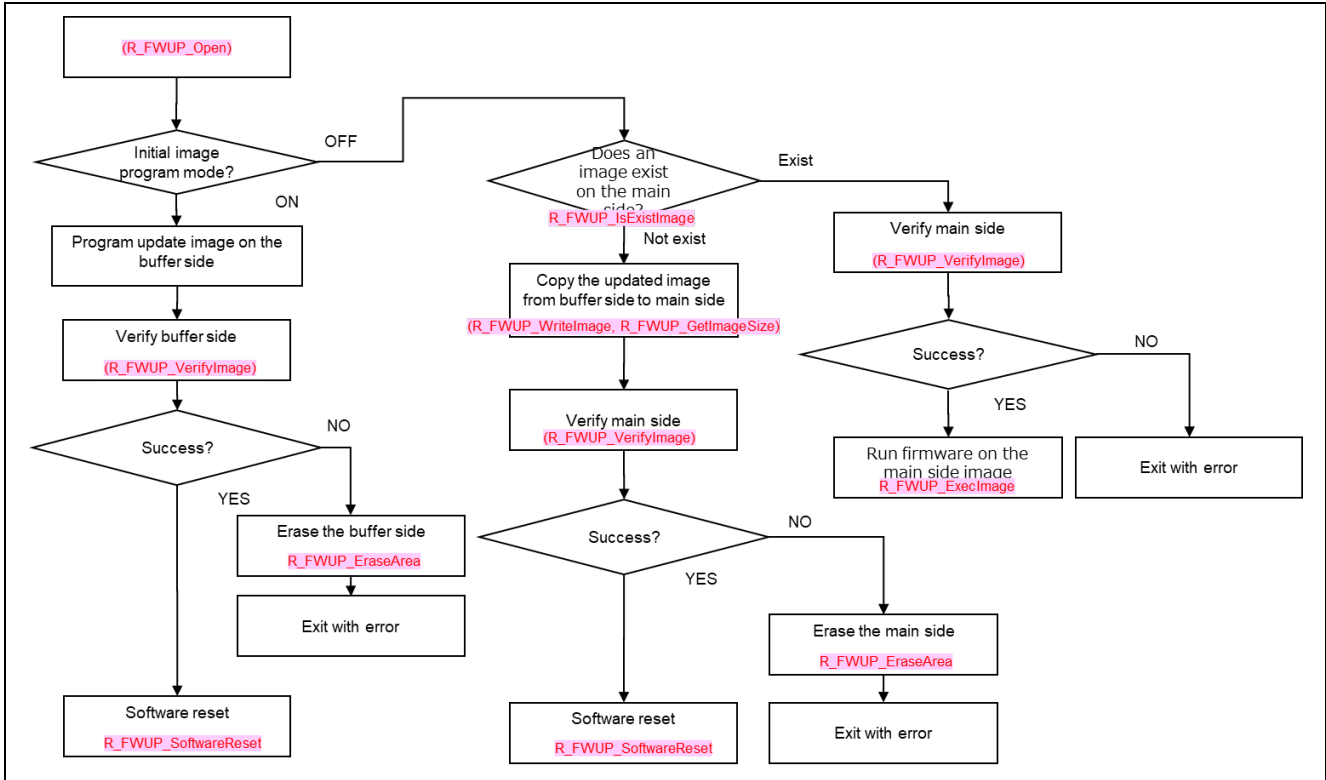 (R_FWUP_Open)
Initial image
program mode?
OFF
ON
Program update image on the
buffer side
Verify buffer side
(R_FWUP_VerifyImage)
Success?
NO
YES
Erase the buffer side
R_FWUP_EraseArea
Exit with error
Software reset
R_FWUP_SoftwareReset
Does an
image exist
on the main
side?
R_FWUP_IsExistImage
Exist
Not exist
Copy the updated image
from buffer side to main side
(R_FWUP_WriteImage, R_FWUP_GetImageSize)
Verify main side
(R_FWUP_VerifyImage)
Success?
NO
YES
Erase the main side
R_FWUP_EraseArea
Exit with error
Software reset
R_FWUP_SoftwareReset
Verify main side
(R_FWUP_VerifyImage)
Success?
NO
YES
Run firmware on the
main side image
R_FWUP_ExecImage
Exit with error